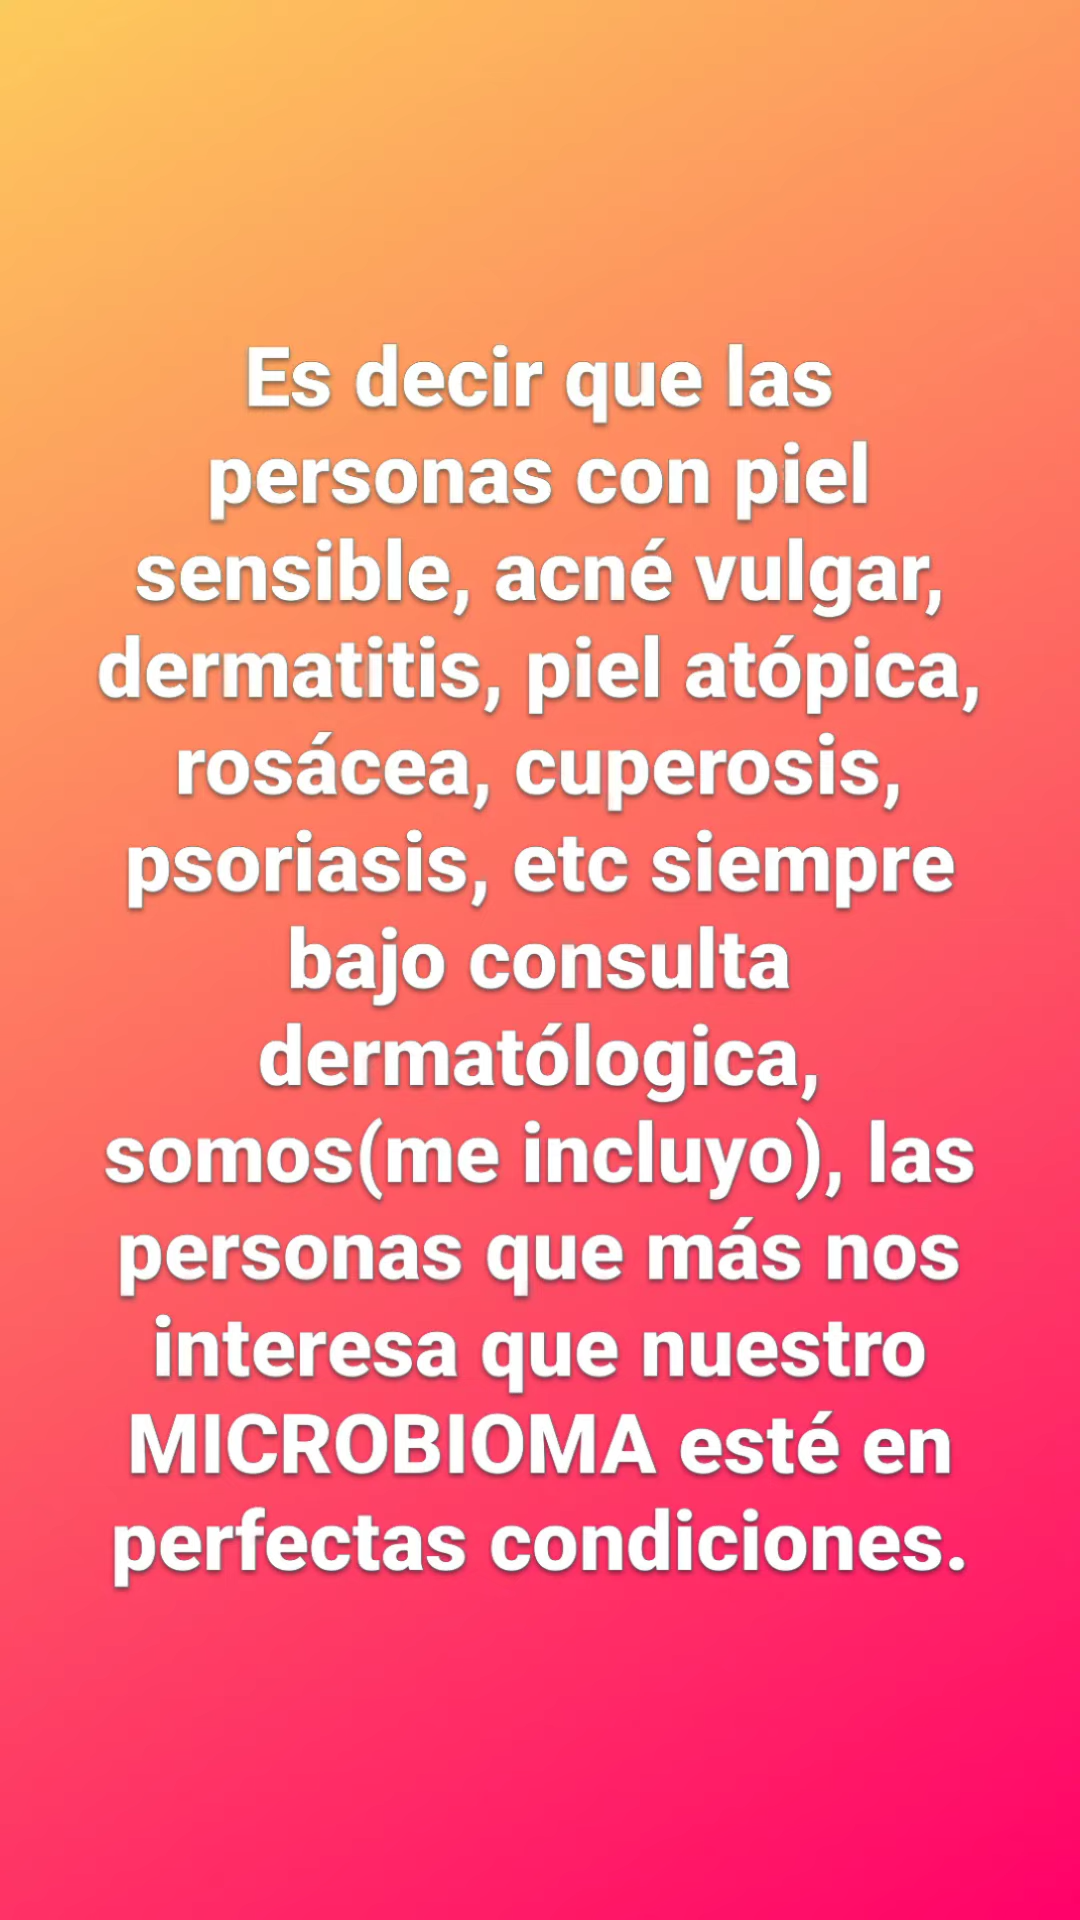 Es decir que las
personas con piel
sensible, acné vulgar,
dermatitis, piel atópica,
rosácea, cuperosis,
psoriasis, etc siempre
bajo consulta
dermatólogica,
somos(me incluyo), las
personas que más nos
interesa que nuestro
MICROBIOMA esté en
perfectas condiciones.